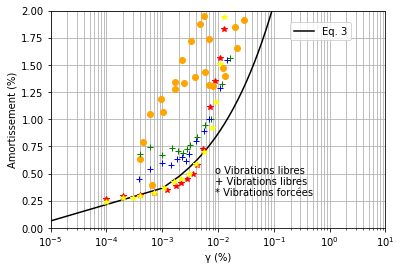 2.00
1.75
1.50
1.25
1.00
0.75
0.50
0.25
0.00
Amortissement (%)
Eq. 3
o Vibrations libres
+ Vibrations libres
* Vibrations forcées
10⁻⁵ 10⁻⁴ 10⁻³ 10⁻² 10⁻¹ 10⁰ 10¹
γ (%)